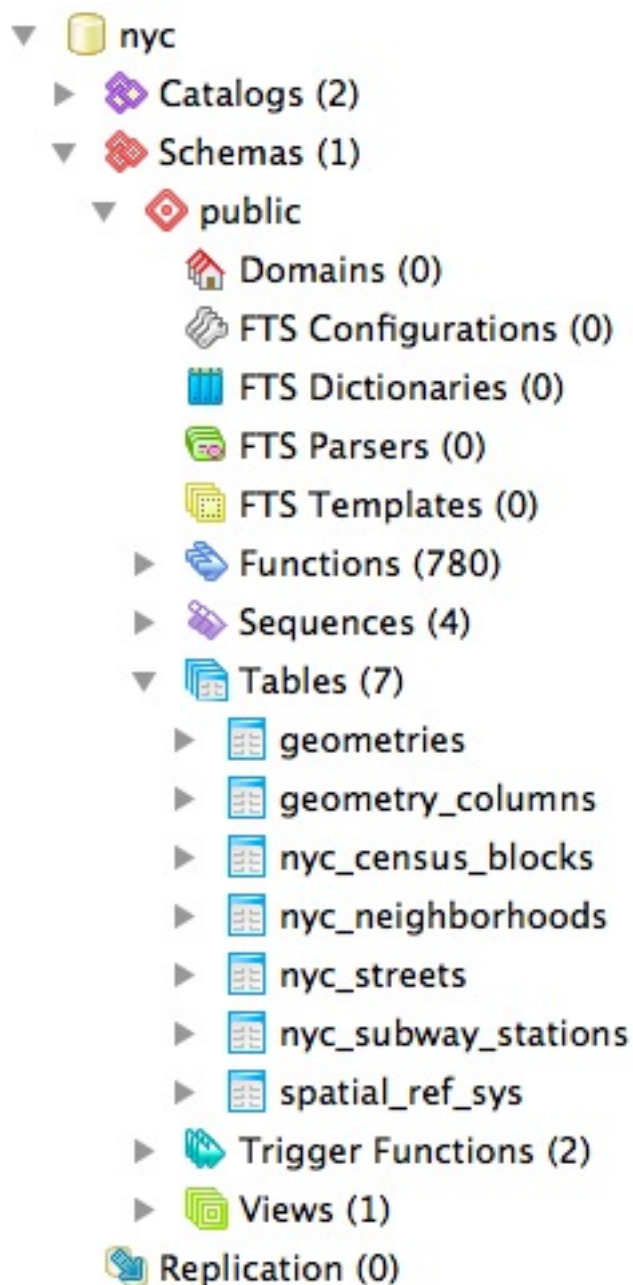 nyc
Catalogs (2)
Schemas (1)
public
Domains (0)
FTS Configurations (0)
FTS Dictionaries (0)
FTS Parsers (0)
FTS Templates (0)
Functions (780)
Sequences (4)
Tables (7)
geometries
geometry_columns
nyc_census_blocks
nyc_neighborhoods
nyc_streets
nyc_subway_stations
spatial_ref_sys
Trigger Functions (2)
Views (1)
Replication (0)